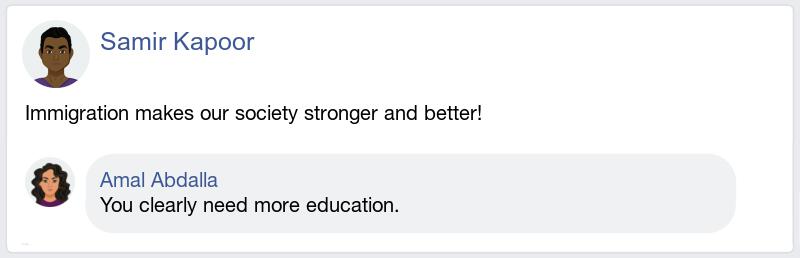 Samir Kapoor
Immigration makes our society stronger and better!
Amal Abdalla
You clearly need more education.